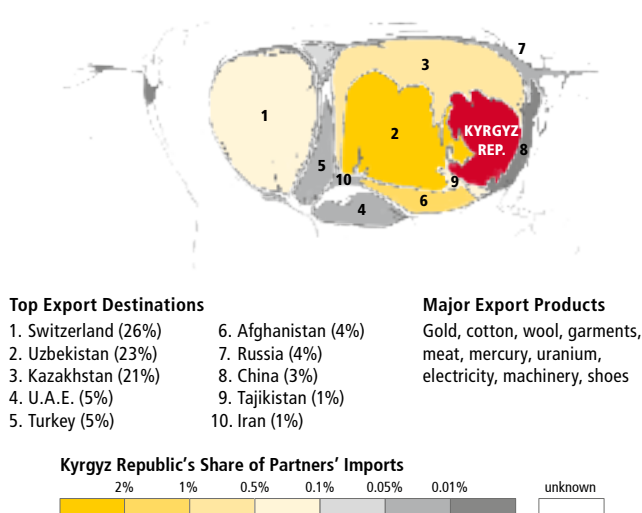 7
3
1
KYRGYZ
2
REP.
8
5
10
9
6
4
Top Export Destinations
1. Switzerland (26%)
2. Uzbekistan (23%)
3. Kazakhstan (21%)
4. U.A.E. (5%)
5. Turkey (5%)
6. Afghanistan (4%)
7. Russia (4%)
8. China (3%)
9. Tajikistan (1%)
10. Iran (1%)
Major Export Products
Gold, cotton, wool, garments,
meat, mercury, uranium,
electricity, machinery, shoes
Kyrgyz Republic’s Share of Partners’ Imports
2% 1% 0.5% 0.1% 0.05% 0.01% unknown